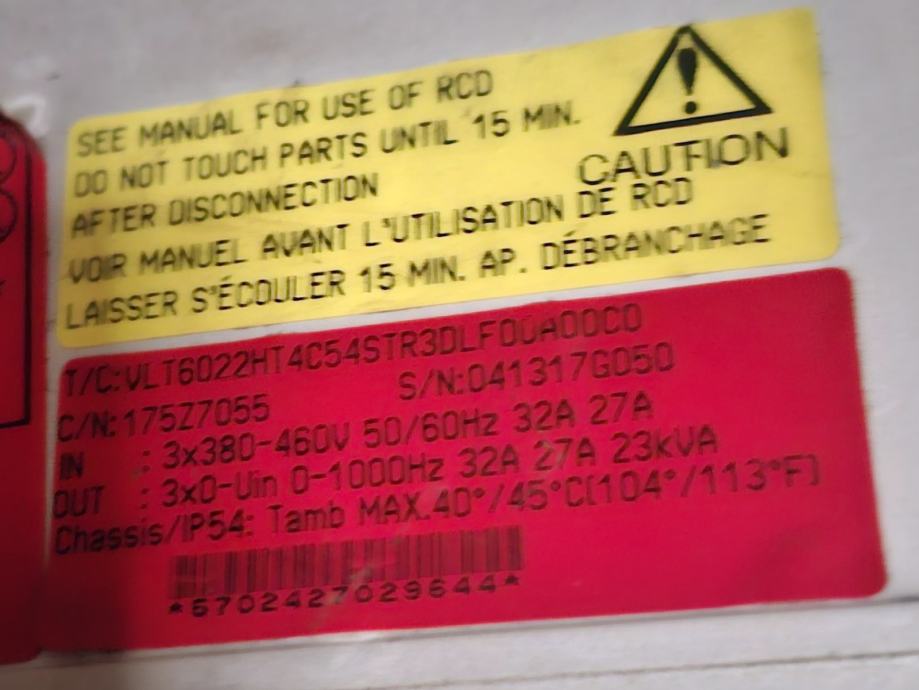 SEE MANUAL FOR USE OF RCD
DO NOT TOUCH PARTS UNTIL 15 MIN.
AFTER DISCONNECTION
CAUTION
VOIR MANUEL AVANT L'UTILISATION DE RCD
LAISSER S'ÉCOULER 15 MIN. AP. DÉBRANCHAGE
T/C:VLT6022HT4C54STR3DLF00A00C0
C/N:175Z7055 S/N:041317G050
IN : 3x380-460V 50/60Hz 32A 27A
OUT : 3x0-Uin 0-1000Hz 32A 27A 23kVA
Chassis/IP54: Tamb MAX.40°/45°C(104°/113°F)
*5702427029644*